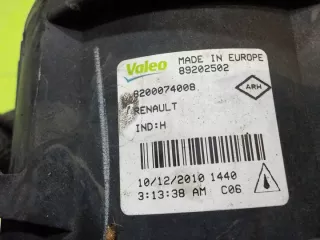 Valeo MADE IN EUROPE
89202502
8200074008
/RENAULT ARH
IND:H
10/12/2010 1440
3:13:38 AM C06